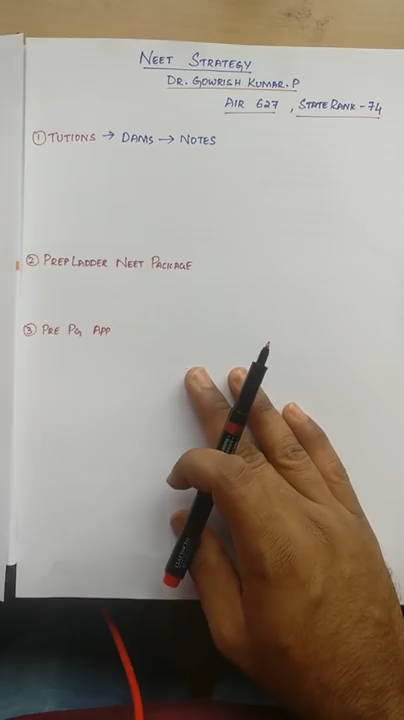 NEET STRATEGY
DR. GOWRISH KUMAR.P
AIR 627 , STATE RANK - 74
① TUTIONS → DAMS → NOTES
② PREPLADDER NEET PACKAGE
③ PRE PG APP